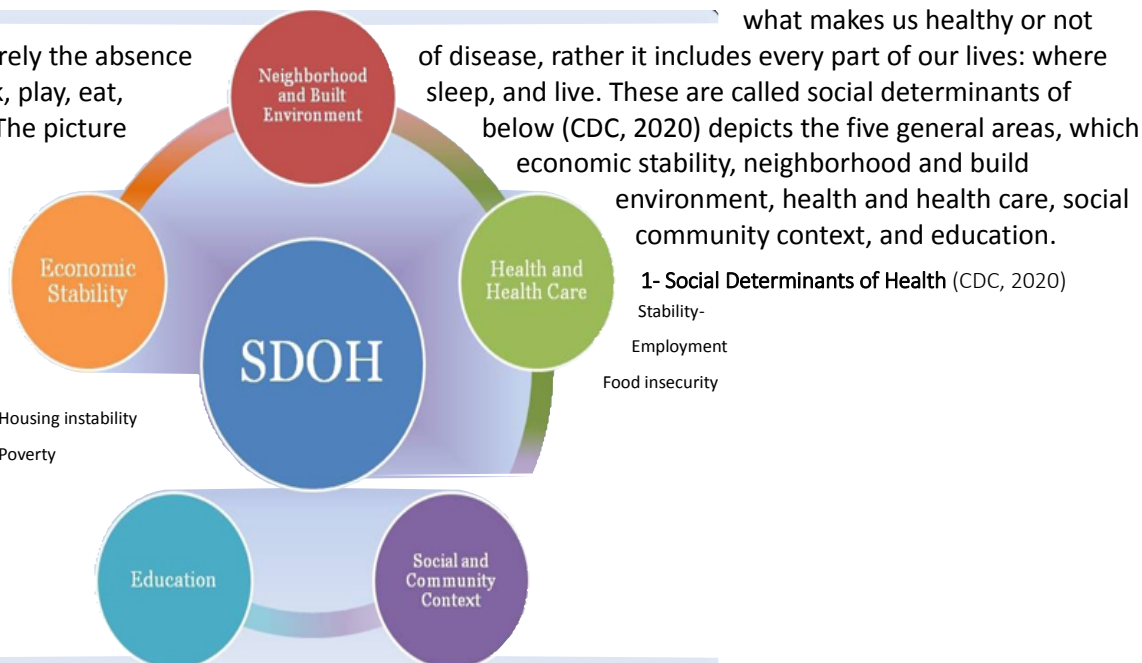 what makes us healthy or not
rely the absence of disease, rather it includes every part of our lives: where
, play, eat, sleep, and live. These are called social determinants of
The picture below (CDC, 2020) depicts the five general areas, which
economic stability, neighborhood and build
environment, health and health care, social
community context, and education.
1- Social Determinants of Health (CDC, 2020)
Stability-
Employment
Food insecurity
Housing instability
Poverty
Neighborhood
and Built
Environment
Economic
Stability
Health and
Health Care
SDOH
Education
Social and
Community
Context